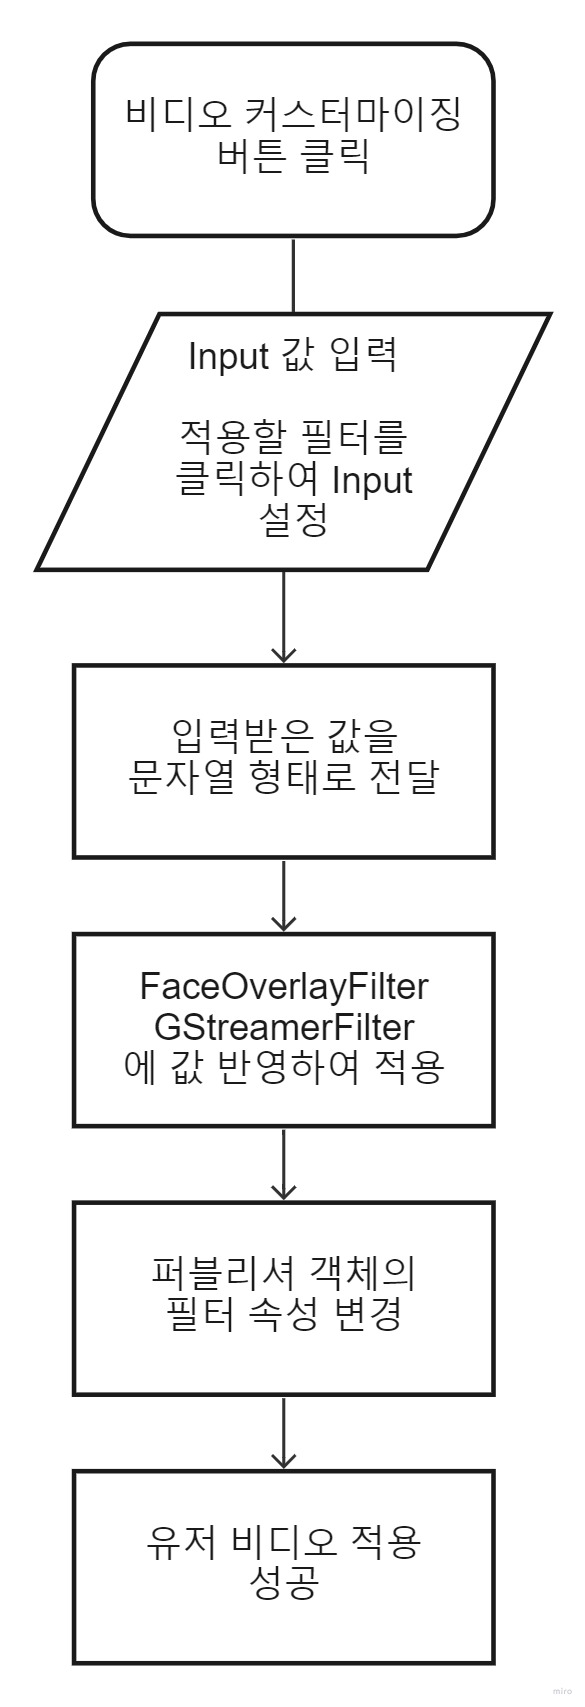 비디오 커스터마이징
버튼 클릭
Input 값 입력
적용할 필터를
클릭하여 Input
설정
입력받은 값을
문자열 형태로 전달
FaceOverlayFilter
GStreamerFilter
에 값 반영하여 적용
퍼블리셔 객체의
필터 속성 변경
유저 비디오 적용
성공
miro